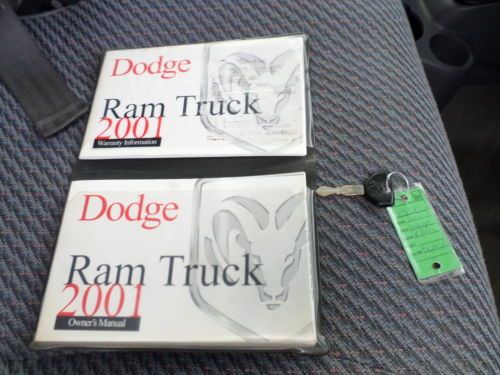 Dodge
Ram Truck
2001
Warranty Information
Dodge
Ram Truck
2001
Owner's Manual